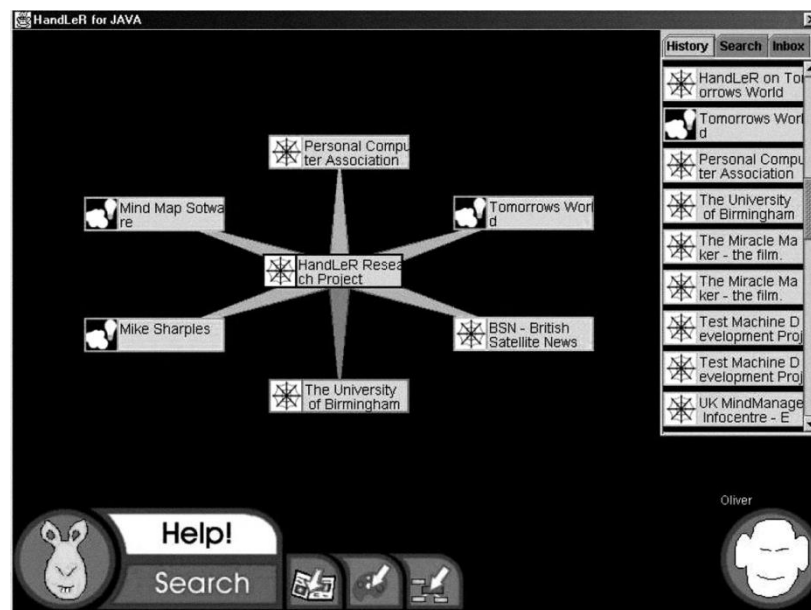 HandLeR for JAVA
History Search Inbox
Personal Compu
ter Association
Mind Map Sotwa
re
Tomorrows Worl
d
HandLeR Resea
ch Project
Mike Sharples
BSN - British
Satellite News
The University
of Birmingham
HandLeR on To
orrows World
Tomorrows Worl
d
Personal Compu
ter Association
The University
of Birmingham
The Miracle Ma
ker - the film.
The Miracle Ma
ker - the film.
Test Machine D
evelopment Proj
Test Machine D
evelopment Proj
UK MindManage
Infocentre - E
Oliver
Help!
Search